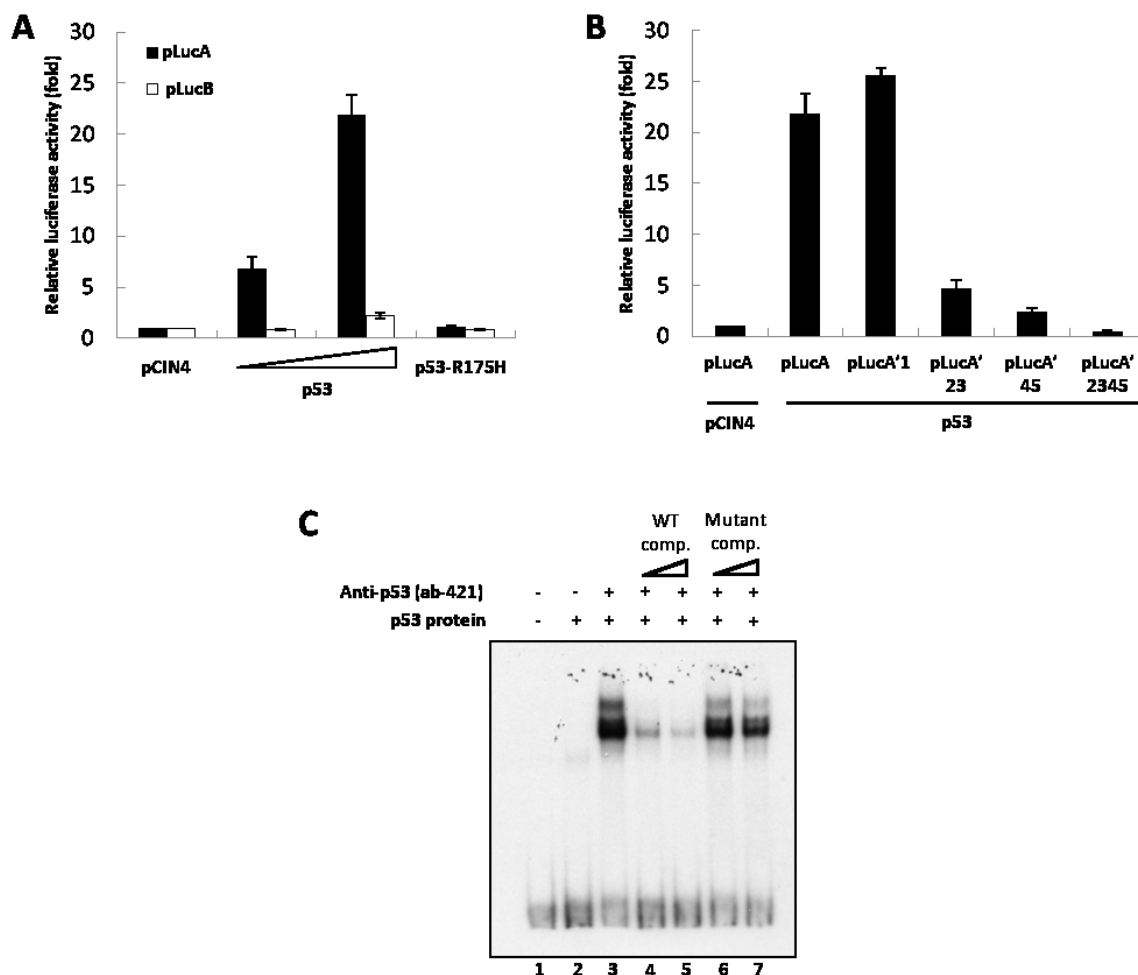 A
Relative luciferase activity (fold)
30
25
20
15
10
5
0
pLucA
pLucB
pCIN4
p53
p53-R175H
B
Relative luciferase activity (fold)
30
25
20
15
10
5
0
pLucA
pLucA
pLucA'1
pLucA'
23
pLucA'
45
pLucA'
2345
pCIN4
p53
C
WT
comp.
Mutant
comp.
Anti-p53 (ab-421) - - + + + + +
p53 protein - + + + + + +
1 2 3 4 5 6 7